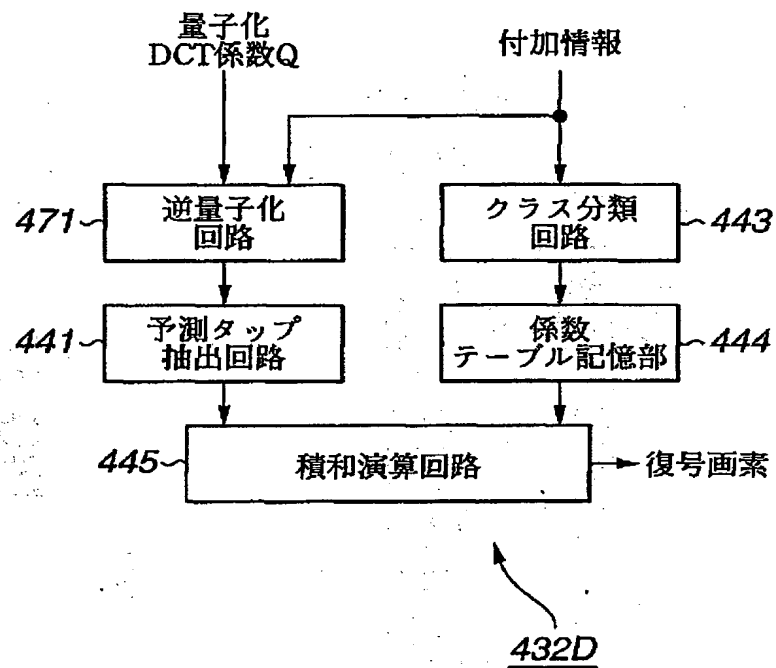 量子化
DCT係数Q
付加情報
471
逆量子化
回路
クラス分類
回路
443
441
予測タップ
抽出回路
係数
テーブル記憶部
444
445
積和演算回路
復号画素
432D